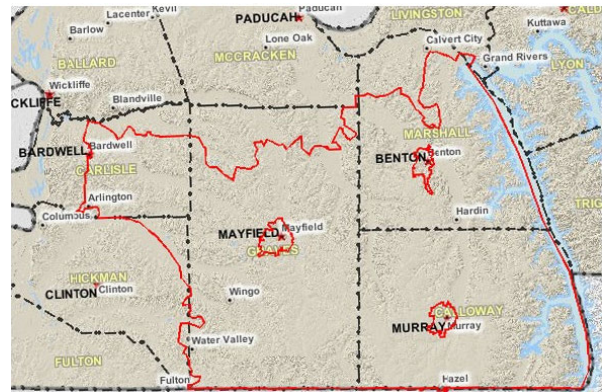 Lacenter
Kevil
PADUCAH
Paducah
LIVINGSTON
Kuttawa
Barlow
Lone Oak
Calvert City
MCCRACKEN
Grand Rivers
LYON
BALLARD
Wickliffe
CKLIFFE
Blandville
MARSHALL
BARDWELL
Bardwell
BENTON
Benton
CARLISLE
Arlington
TRIG
Columbus
Hardin
MAYFIELD
Mayfield
GRAVES
HICKMAN
CLINTON
Clinton
Wingo
CALLOWAY
MURRAY
Murray
Water Valley
FULTON
Fulton
Hazel